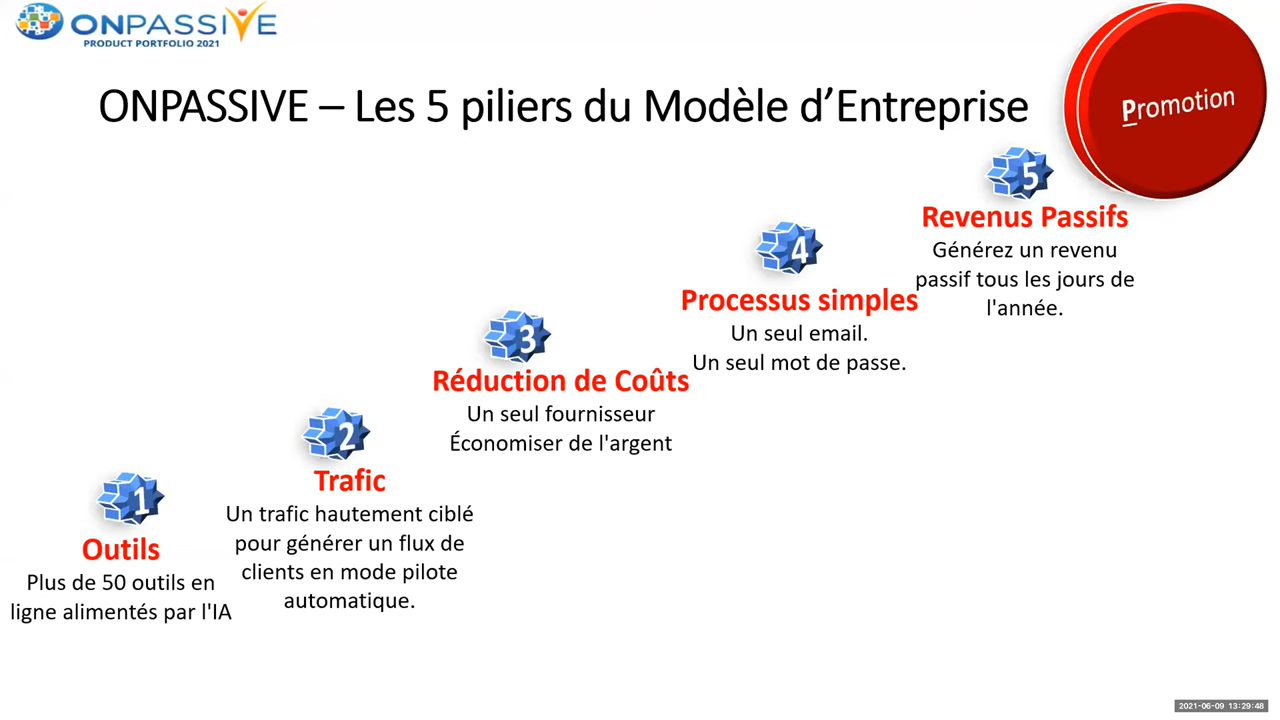 ONPASSIVE
PRODUCT PORTFOLIO 2021
ONPASSIVE – Les 5 piliers du Modèle d’Entreprise
Promotion
1
Outils
Plus de 50 outils en
ligne alimentés par l'IA
2
Trafic
Un trafic hautement ciblé
pour générer un flux de
clients en mode pilote
automatique.
3
Réduction de Coûts
Un seul fournisseur
Économiser de l'argent
4
Processus simples
Un seul email.
Un seul mot de passe.
5
Revenus Passifs
Générez un revenu
passif tous les jours de
l'année.
2021-06-09 13:29:48